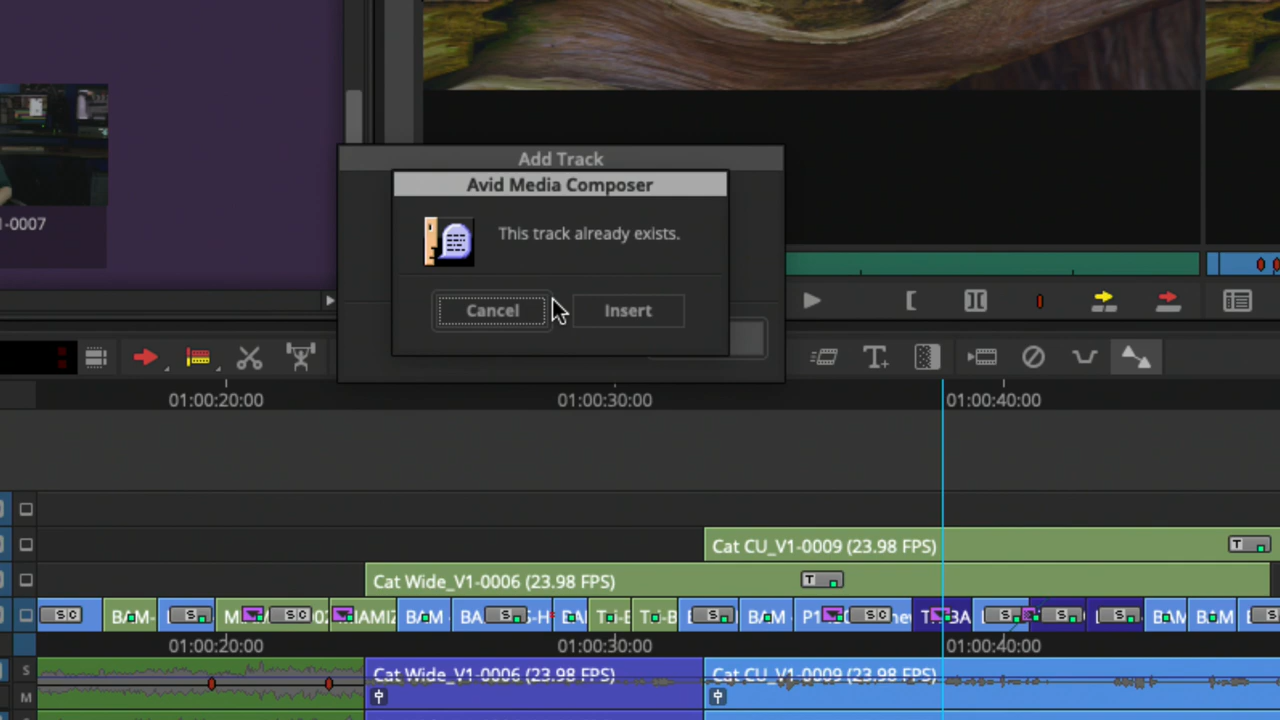 Add Track
Avid Media Composer
This track already exists.
Cancel
Insert
1-0007
01:00:20:00
01:00:30:00
01:00:40:00
Cat CU_V1-0009 (23.98 FPS)
T
Cat Wide_V1-0006 (23.98 FPS)
T
01:00:20:00
01:00:30:00
01:00:40:00
S
Cat Wide_V1-0006 (23.98 FPS)
Cat CU_V1-0009 (23.98 FPS)
M